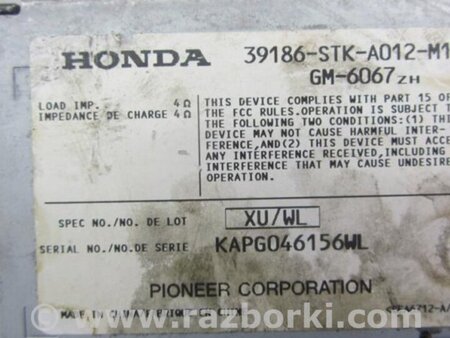 HONDA 39186-STK-A012-M1
GM-6067ZH
LOAD IMP. 4Ω
IMPEDANCE DE CHARGE 4Ω
THIS DEVICE COMPLIES WITH PART 15 OF
THE FCC RULES.OPERATION IS SUBJECT T
THE FOLLOWING TWO CONDITIONS:(1) THI
DEVICE MAY NOT CAUSE HARMFUL INTER-
FERENCE,AND(2) THIS DEVICE MUST ACCE
ANY INTERFERENCE RECEIVED,INCLUDING
INTERFERENCE THAT MAY CAUSE UNDESIRE
OPERATION.
SPEC NO./NO. DE LOT XU/WL
SERIAL NO./NO.DE SERIE KAPG046156WL
PIONEER CORPORATION
MADE IN
www.razborki.com